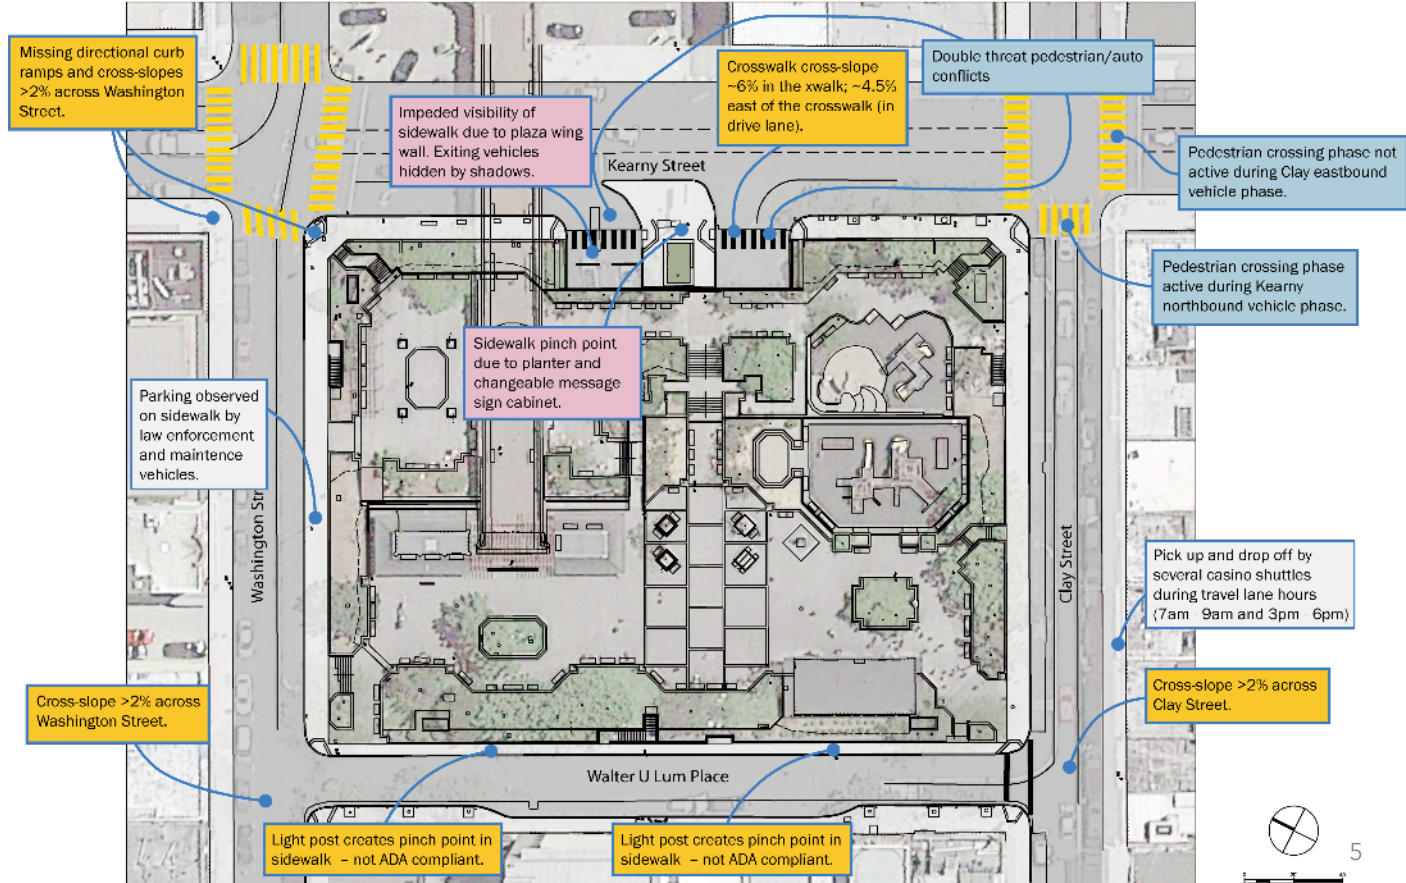 Missing directional curb
ramps and cross-slopes
>2% across Washington
Street.
Impeded visibility of
sidewalk due to plaza wing
wall. Exiting vehicles
hidden by shadows.
Crosswalk cross-slope
~6% in the xwalk; ~4.5%
east of the crosswalk (in
drive lane).
Double threat pedestrian/auto
conflicts
Kearny Street
Pedestrian crossing phase not
active during Clay eastbound
vehicle phase.
Pedestrian crossing phase
active during Kearny
northbound vehicle phase.
Sidewalk pinch point
due to planter and
changeable message
sign cabinet.
Parking observed
on sidewalk by
law enforcement
and maintence
vehicles.
Washington Str
Clay Street
Pick up and drop off by
several casino shuttles
during travel lane hours
(7am 9am and 3pm 6pm)
Cross-slope >2% across
Washington Street.
Cross-slope >2% across
Clay Street.
Walter U Lum Place
Light post creates pinch point in
sidewalk – not ADA compliant.
Light post creates pinch point in
sidewalk – not ADA compliant.
5